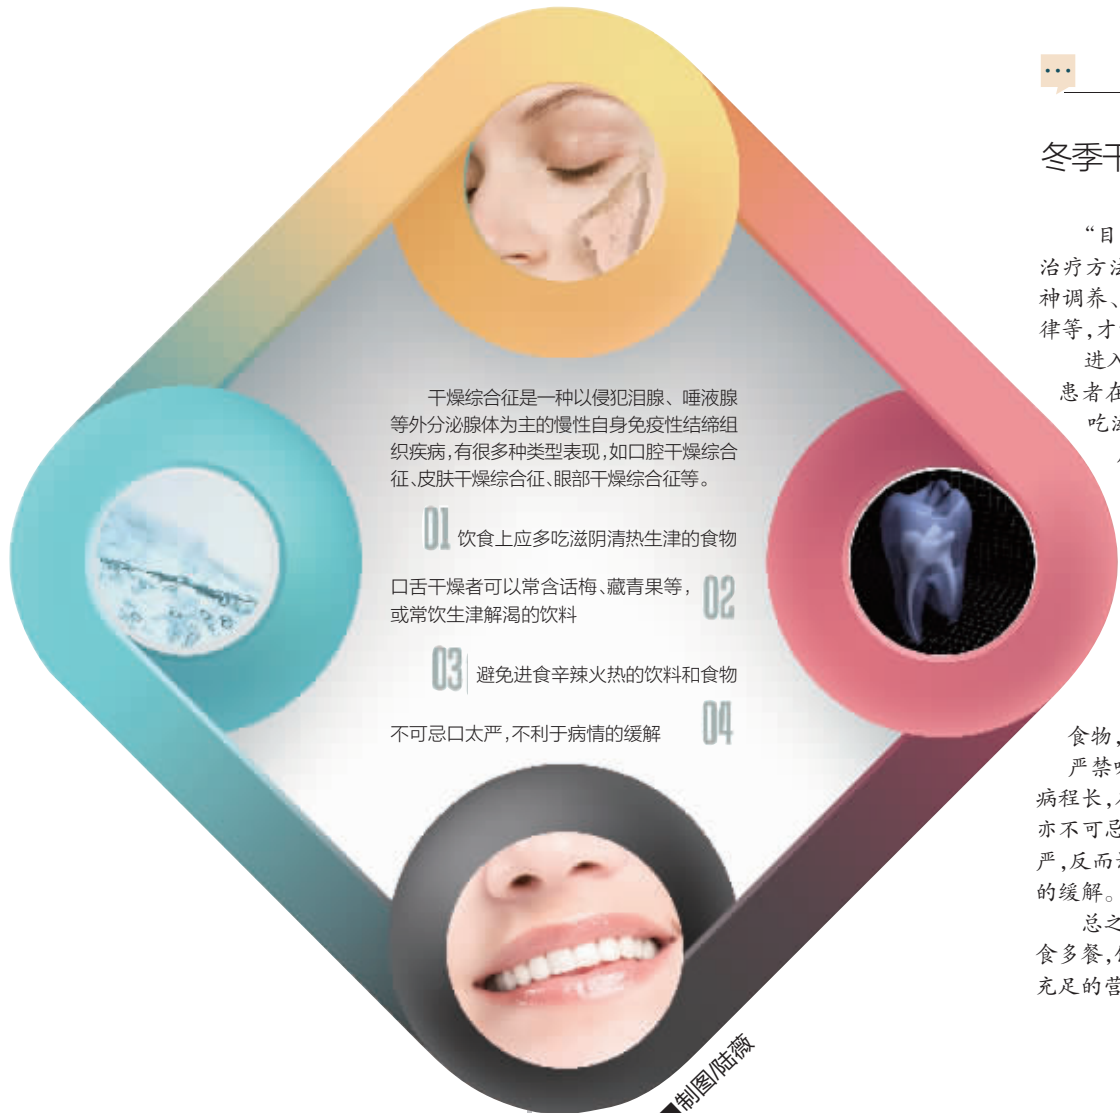 干燥综合征是一种以侵犯泪腺、唾液腺
等外分泌腺体为主的慢性自身免疫性结缔组
织疾病,有很多种类型表现,如口腔干燥综合
征、皮肤干燥综合征、眼部干燥综合征等。
01 饮食上应多吃滋阴清热生津的食物
口舌干燥者可以常含话梅、藏青果等,
或常饮生津解渴的饮料 02
03 避免进食辛辣火热的饮料和食物
不可忌口太严,不利于病情的缓解 04
■制图/陆薇
冬季干
“目
治疗方法
神调养、
律等,才
进入
患者在
吃滋
食物,
严禁
病程长,
亦不可忌
严,反而
的缓解。
总之
食多餐,
充足的营